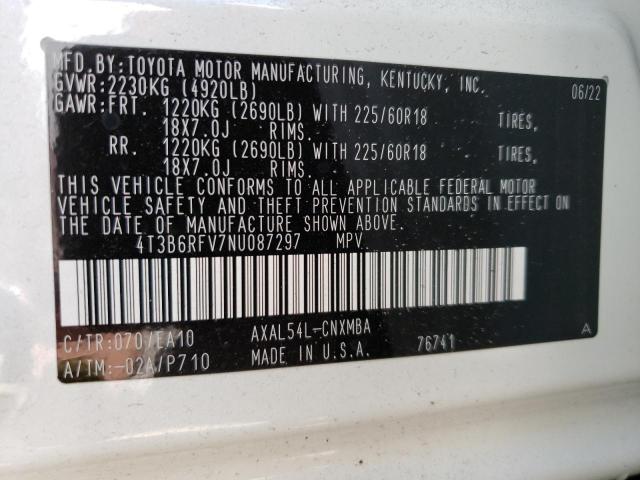 MFD.BY:TOYOTA MOTOR MANUFACTURING, KENTUCKY, INC.
GVWR:2230KG (4920LB) 06/22
GAWR:FRT. 1220KG (2690LB) WITH 225/60R18 TIRES,
18X7.0J RIMS.
RR. 1220KG (2690LB) WITH 225/60R18 TIRES,
18X7.0J RIMS.
THIS VEHICLE CONFORMS TO ALL APPLICABLE FEDERAL MOTOR
VEHICLE SAFETY AND THEFT PREVENTION STANDARDS IN EFFECT ON
THE DATE OF MANUFACTURE SHOWN ABOVE.
4T3B6RFV7NU087297 MPV
C/TR:070/EA10 AXAL54L-CNXMBA A
A/TM:-02A/P710 MADE IN U.S.A. 76741